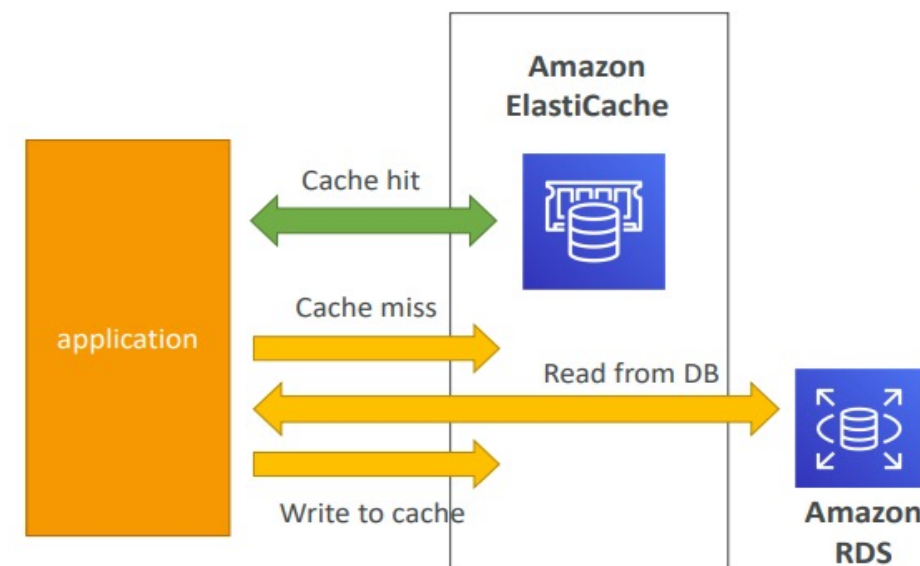 Amazon
ElastiCache
Cache hit
Cache miss
application
Read from DB
Write to cache
Amazon
RDS